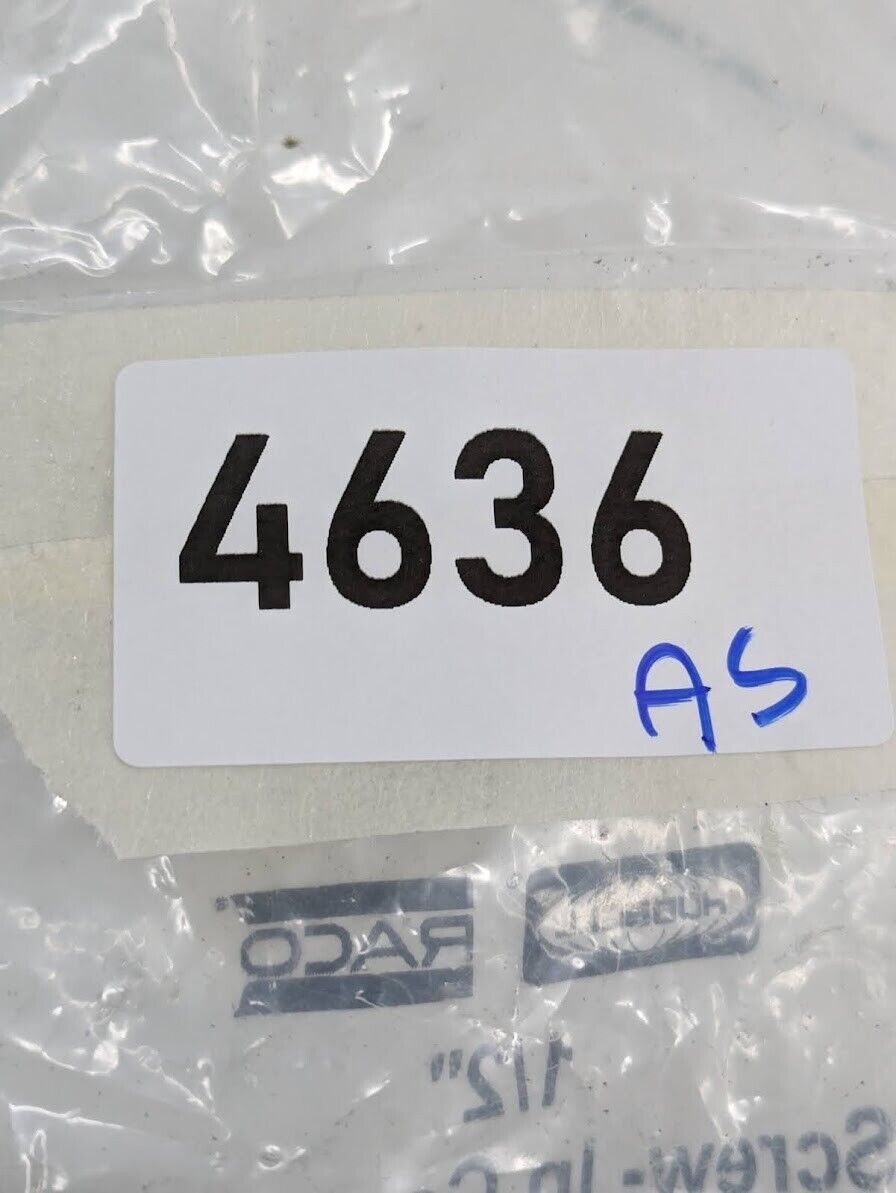 4636
AS
RACO HUBBELL
1/2"
Screw-In C